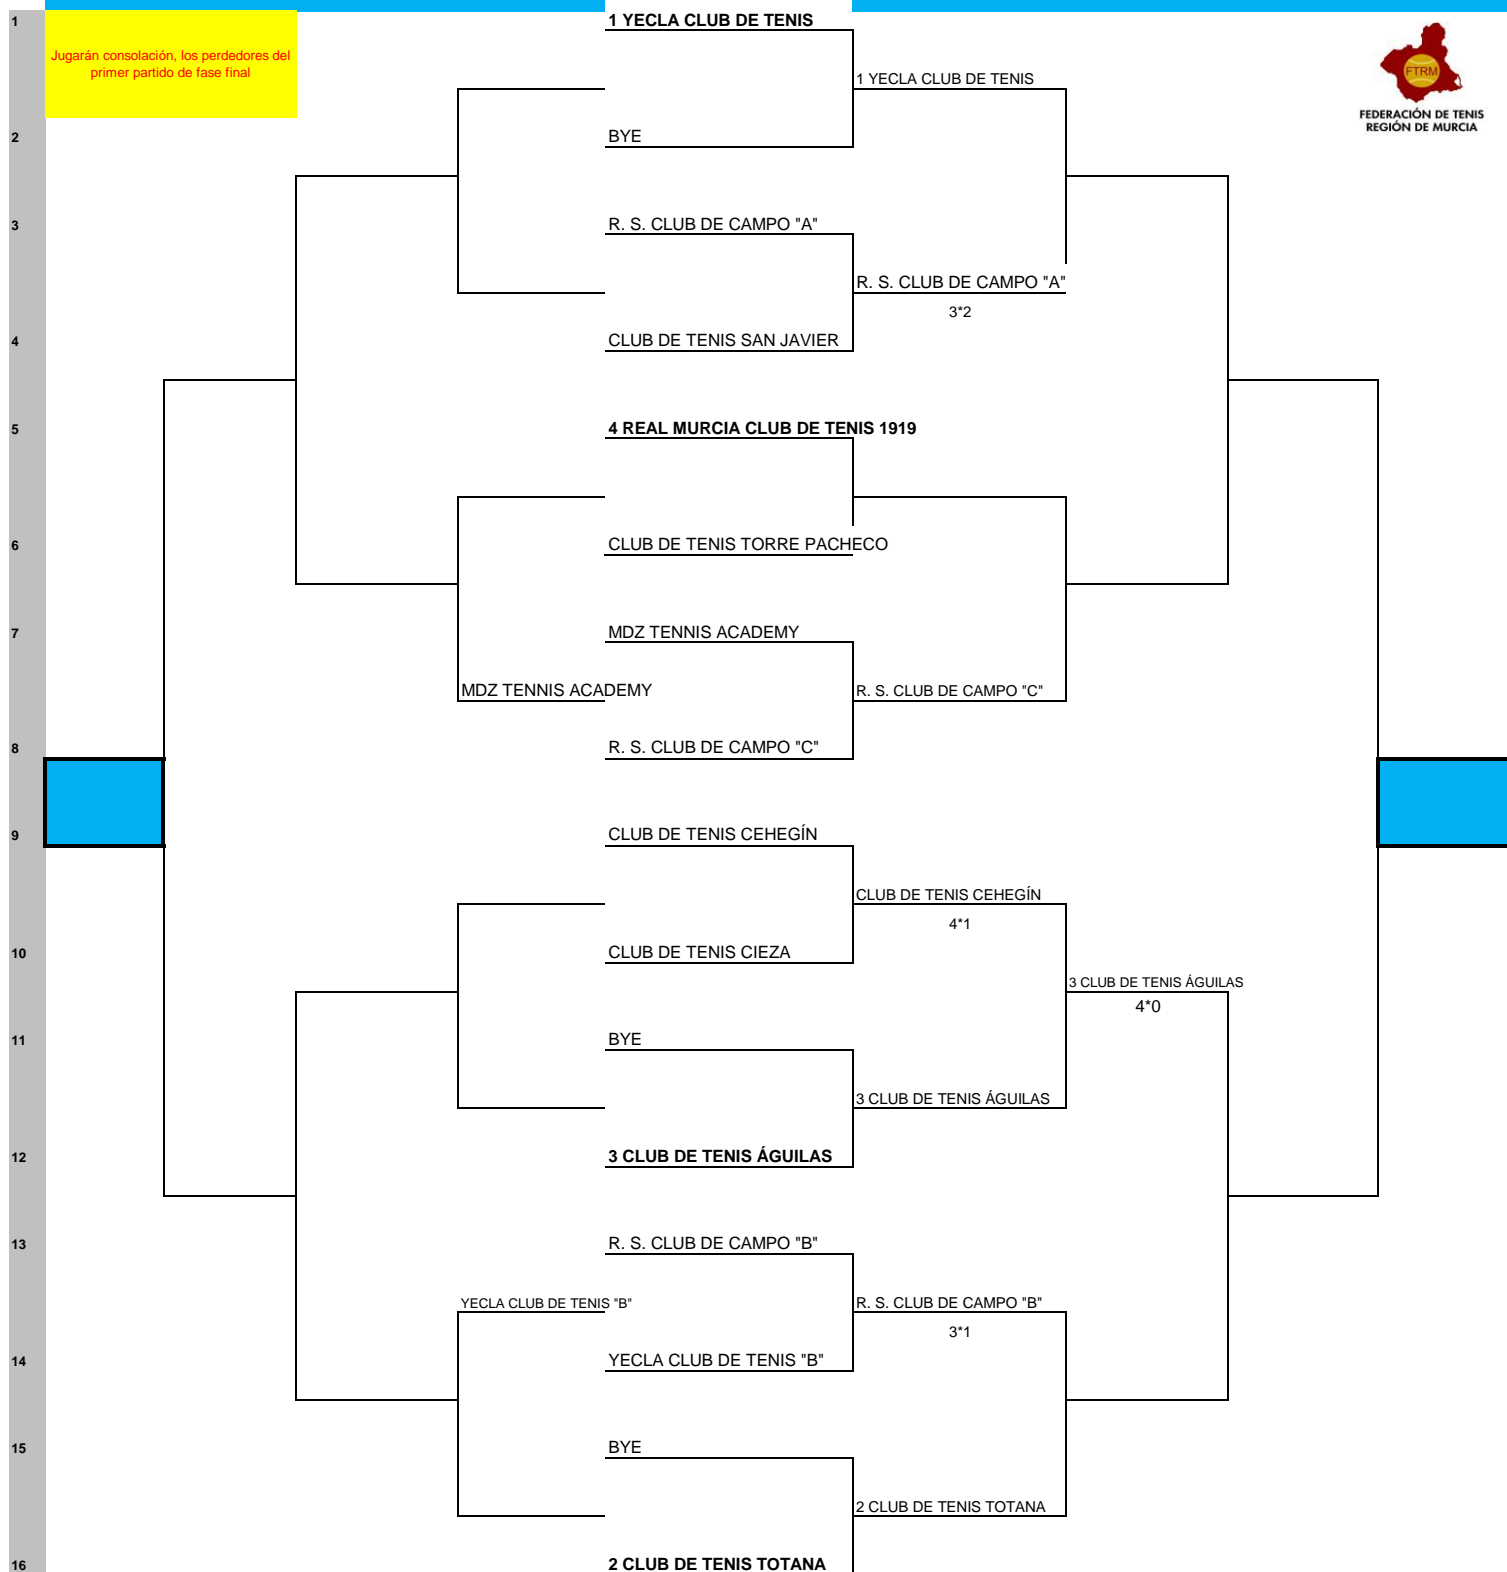 1
1 YECLA CLUB DE TENIS
Jugarán consolación, los perdedores del
primer partido de fase final
FTRM
FEDERACIÓN DE TENIS
REGIÓN DE MURCIA
1 YECLA CLUB DE TENIS
2
BYE
3
R. S. CLUB DE CAMPO "A"
R. S. CLUB DE CAMPO "A"
3*2
4
CLUB DE TENIS SAN JAVIER
5
4 REAL MURCIA CLUB DE TENIS 1919
6
CLUB DE TENIS TORRE PACHECO
7
MDZ TENNIS ACADEMY
MDZ TENNIS ACADEMY
R. S. CLUB DE CAMPO "C"
8
R. S. CLUB DE CAMPO "C"
9
CLUB DE TENIS CEHEGÍN
CLUB DE TENIS CEHEGÍN
4*1
10
CLUB DE TENIS CIEZA
3 CLUB DE TENIS ÁGUILAS
4*0
11
BYE
3 CLUB DE TENIS ÁGUILAS
12
3 CLUB DE TENIS ÁGUILAS
13
R. S. CLUB DE CAMPO "B"
YECLA CLUB DE TENIS "B"
R. S. CLUB DE CAMPO "B"
3*1
14
YECLA CLUB DE TENIS "B"
15
BYE
2 CLUB DE TENIS TOTANA
16
2 CLUB DE TENIS TOTANA